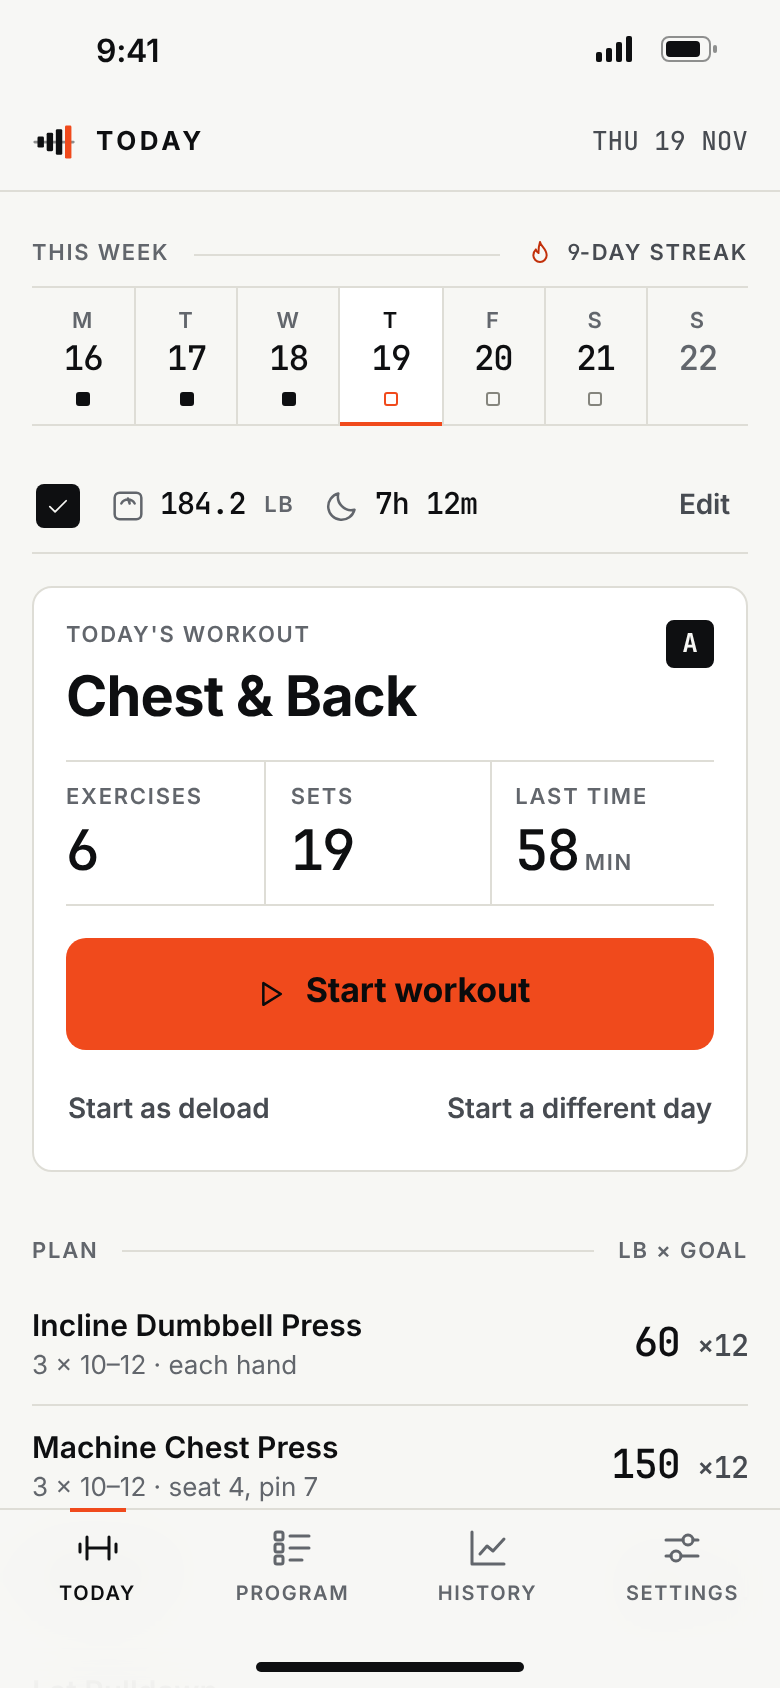 9:41
TODAY
THU 19 NOV
THIS WEEK
9-DAY STREAK
M T W T F S S
16 17 18 19 20 21 22
184.2 LB 7h 12m Edit
TODAY'S WORKOUT
A
Chest & Back
EXERCISES SETS LAST TIME
6 19 58 MIN
Start workout
Start as deload Start a different day
PLAN LB × GOAL
Incline Dumbbell Press
60 ×12
3 × 10–12 · each hand
Machine Chest Press
150 ×12
3 × 10–12 · seat 4, pin 7
TODAY PROGRAM HISTORY SETTINGS